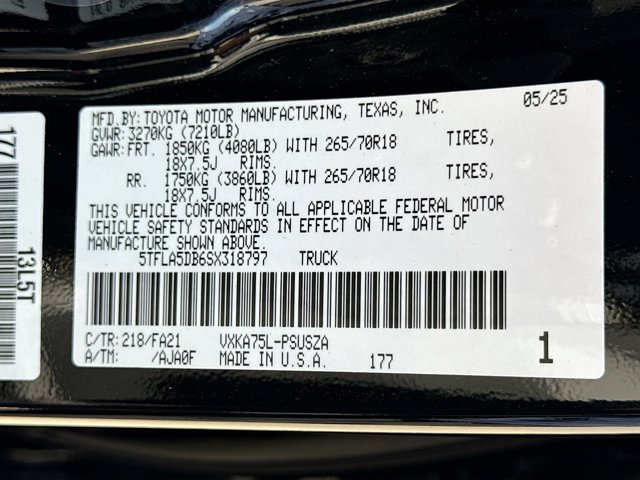 MFD.BY: TOYOTA MOTOR MANUFACTURING, TEXAS, INC. 05/25
GVWR: 3270KG (7210LB)
GAWR: FRT. 1850KG (4080LB) WITH 265/70R18 TIRES,
18X7.5J RIMS.
RR. 1750KG (3860LB) WITH 265/70R18 TIRES,
18X7.5J RIMS.
THIS VEHICLE CONFORMS TO ALL APPLICABLE FEDERAL MOTOR
VEHICLE SAFETY STANDARDS IN EFFECT ON THE DATE OF
MANUFACTURE SHOWN ABOVE.
5TFLA5DB6SX318797 TRUCK
C/TR: 218/FA21 VXKA75L-PSUSZA
A/TM: /AJA0F MADE IN U.S.A. 177 1
177
13L5T